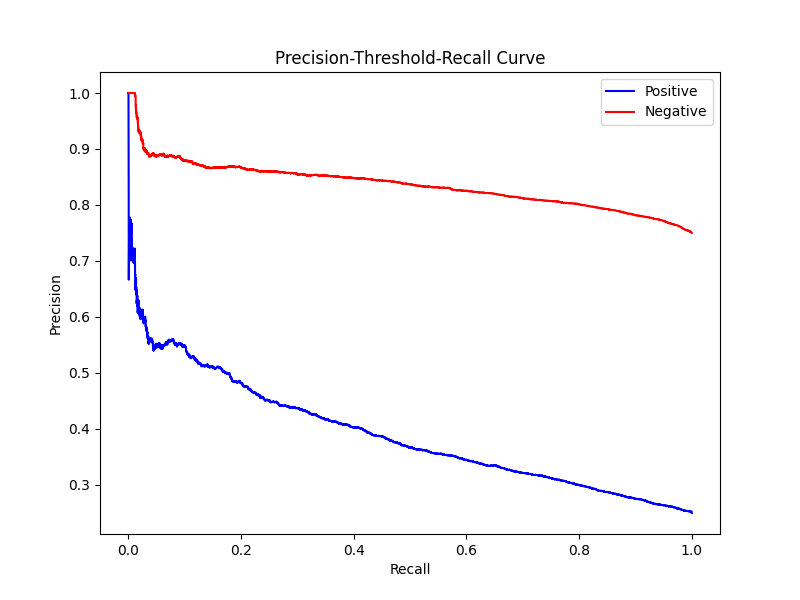 Precision-Threshold-Recall Curve
Positive
Negative
Precision
1.0
0.9
0.8
0.7
0.6
0.5
0.4
0.3
0.0 0.2 0.4 0.6 0.8 1.0
Recall